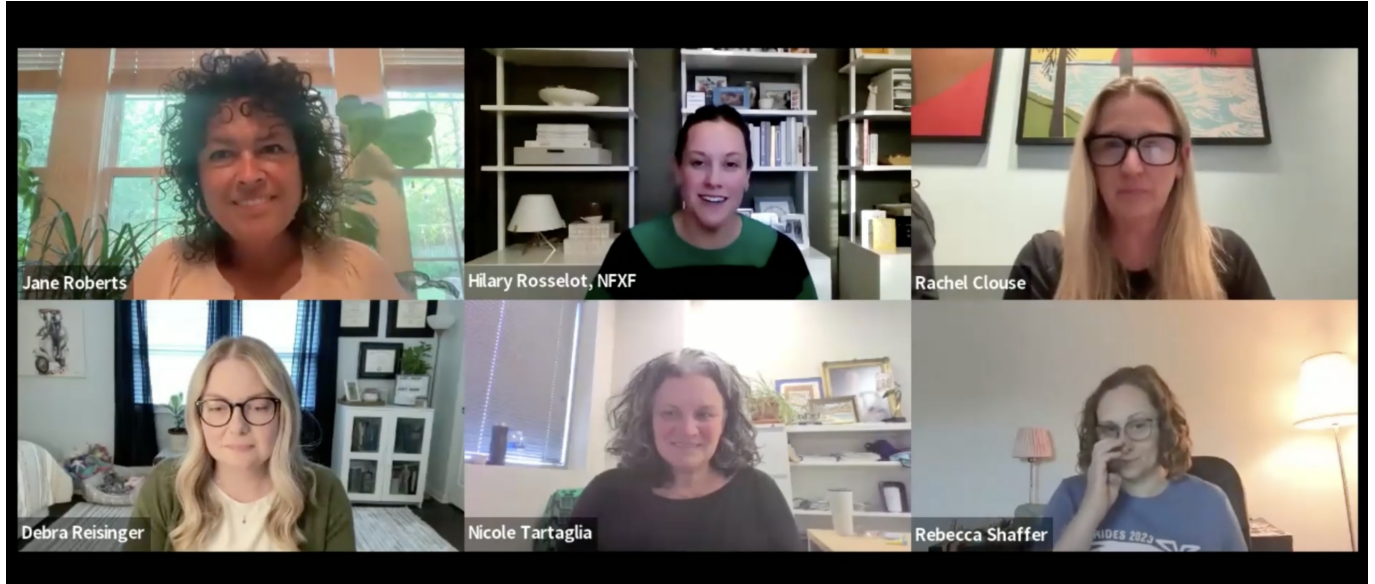 Jane Roberts
Hilary Rosselot, NFXF
Rachel Clouse
Debra Reisinger
Nicole Tartaglia
Rebecca Shaffer
RIDES 2023